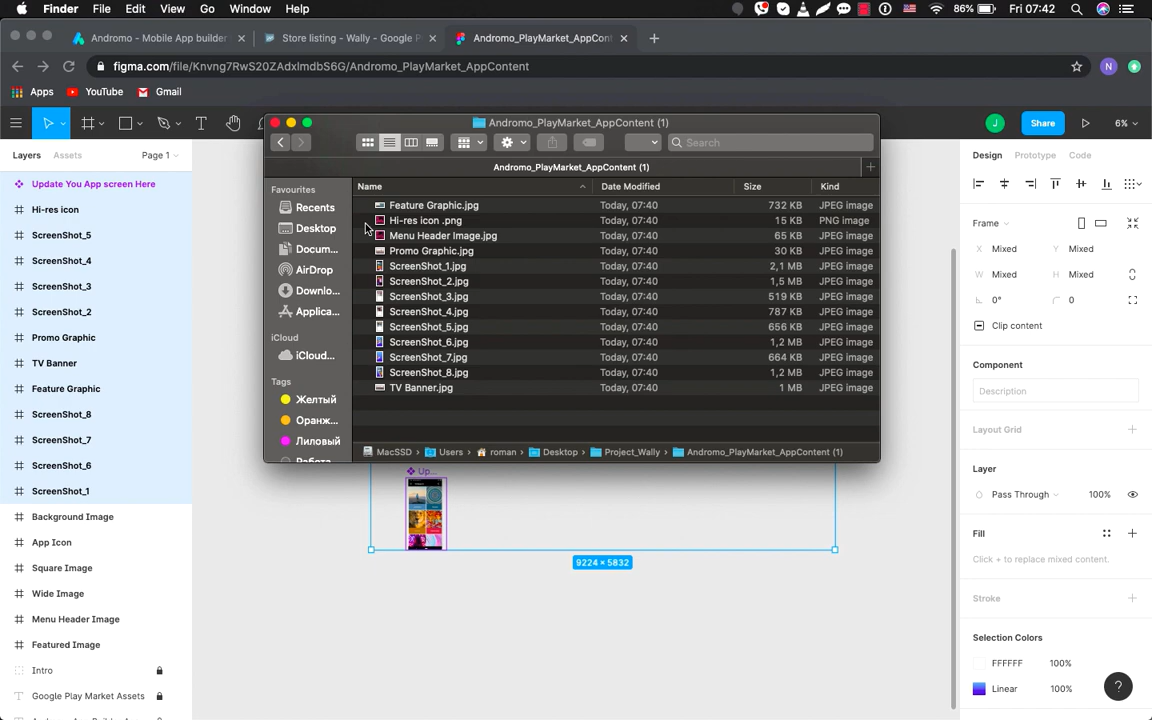 Finder File Edit View Go Window Help 86% Fri 07:42
Andromo - Mobile App builder Store listing - Wally - Google P Andromo_PlayMarket_AppCont
figma.com/file/Knvng7RwS20ZAdxlmdbS6G/Andromo_PlayMarket_AppContent N
Apps YouTube Gmail
J Share 6%
Layers Assets Page 1
Update You App screen Here
Hi-res icon
ScreenShot_5
ScreenShot_4
ScreenShot_3
ScreenShot_2
Promo Graphic
TV Banner
Feature Graphic
ScreenShot_8
ScreenShot_7
ScreenShot_6
ScreenShot_1
Background Image
App Icon
Square Image
Wide Image
Menu Header Image
Featured Image
Intro
Google Play Market Assets
Andromo_PlayMarket_AppContent (1)
Search
Andromo_PlayMarket_AppContent (1)
Favourites
Recents
Desktop
Docum...
AirDrop
Downlo...
Applica...
iCloud
iCloud...
Tags
Желтый
Оранж...
Лиловый
Name Date Modified Size Kind
Feature Graphic.jpg Today, 07:40 732 KB JPEG image
Hi-res icon .png Today, 07:40 15 KB PNG image
Menu Header Image.jpg Today, 07:40 65 KB JPEG image
Promo Graphic.jpg Today, 07:40 30 KB JPEG image
ScreenShot_1.jpg Today, 07:40 2,1 MB JPEG image
ScreenShot_2.jpg Today, 07:40 1,5 MB JPEG image
ScreenShot_3.jpg Today, 07:40 519 KB JPEG image
ScreenShot_4.jpg Today, 07:40 787 KB JPEG image
ScreenShot_5.jpg Today, 07:40 656 KB JPEG image
ScreenShot_6.jpg Today, 07:40 1,2 MB JPEG image
ScreenShot_7.jpg Today, 07:40 664 KB JPEG image
ScreenShot_8.jpg Today, 07:40 1,2 MB JPEG image
TV Banner.jpg Today, 07:40 1 MB JPEG image
MacSSD Users roman Desktop Project_Wally Andromo_PlayMarket_AppContent (1)
Up...
9224 × 5832
Design Prototype Code
Frame
X Mixed Y Mixed
W Mixed H Mixed
0° 0
Clip content
Component
Description
Layout Grid
Layer
Pass Through 100%
Fill
Click + to replace mixed content.
Stroke
Selection Colors
FFFFFF 100%
Linear 100%
?